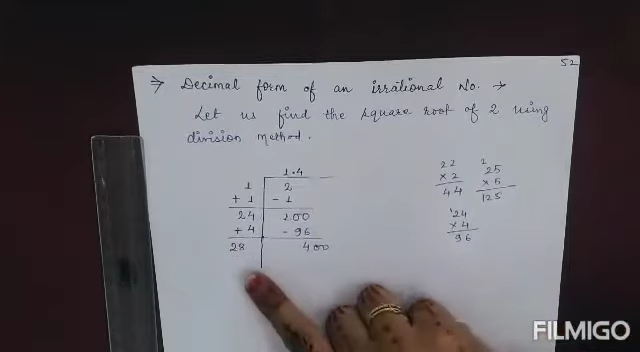 52
⇒ Decimal form of an irrational No. →
Let us find the square root of 2 using
division method.
1.4
1 2
+ 1 - 1
24 100
+ 4 - 96
28 400
22
× 2
44
2
25
× 5
125
1
24
× 4
96
FILMIGO